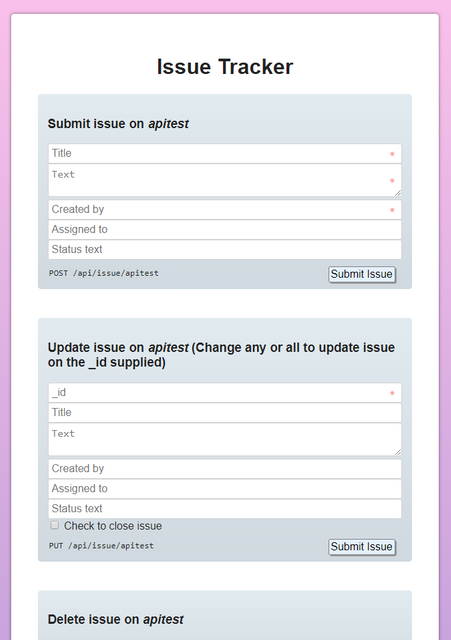 Issue Tracker
Submit issue on apitest
Title *
Text *
Created by *
Assigned to
Status text
POST /api/issue/apitest Submit Issue
Update issue on apitest (Change any or all to update issue
on the _id supplied)
_id *
Title
Text
Created by
Assigned to
Status text
Check to close issue
PUT /api/issue/apitest Submit Issue
Delete issue on apitest